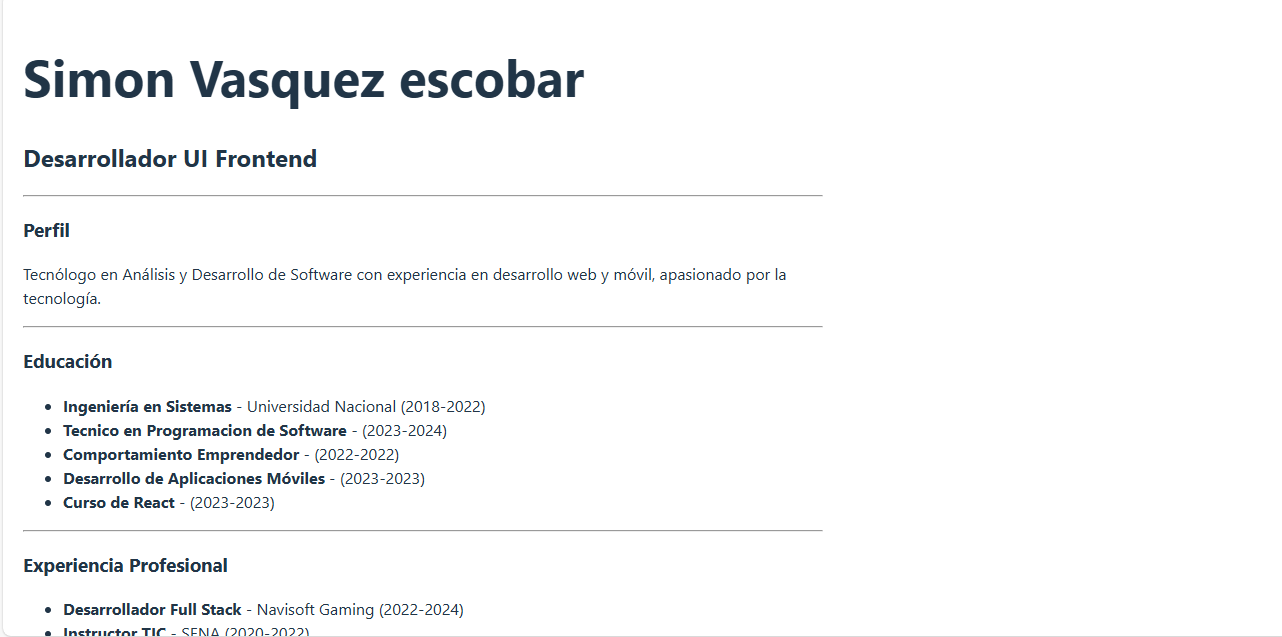 Simon Vasquez escobar
Desarrollador UI Frontend
Perfil
Tecnólogo en Análisis y Desarrollo de Software con experiencia en desarrollo web y móvil, apasionado por la
tecnología.
Educación
• Ingeniería en Sistemas - Universidad Nacional (2018-2022)
• Tecnico en Programacion de Software - (2023-2024)
• Comportamiento Emprendedor - (2022-2022)
• Desarrollo de Aplicaciones Móviles - (2023-2023)
• Curso de React - (2023-2023)
Experiencia Profesional
• Desarrollador Full Stack - Navisoft Gaming (2022-2024)
• Instructor TIC - SENA (2020-2022)